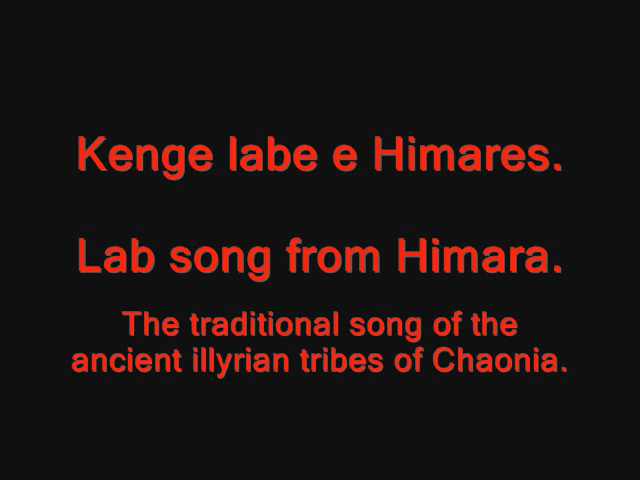 Kenge labe e Himares.
Lab song from Himara.
The traditional song of the
ancient illyrian tribes of Chaonia.